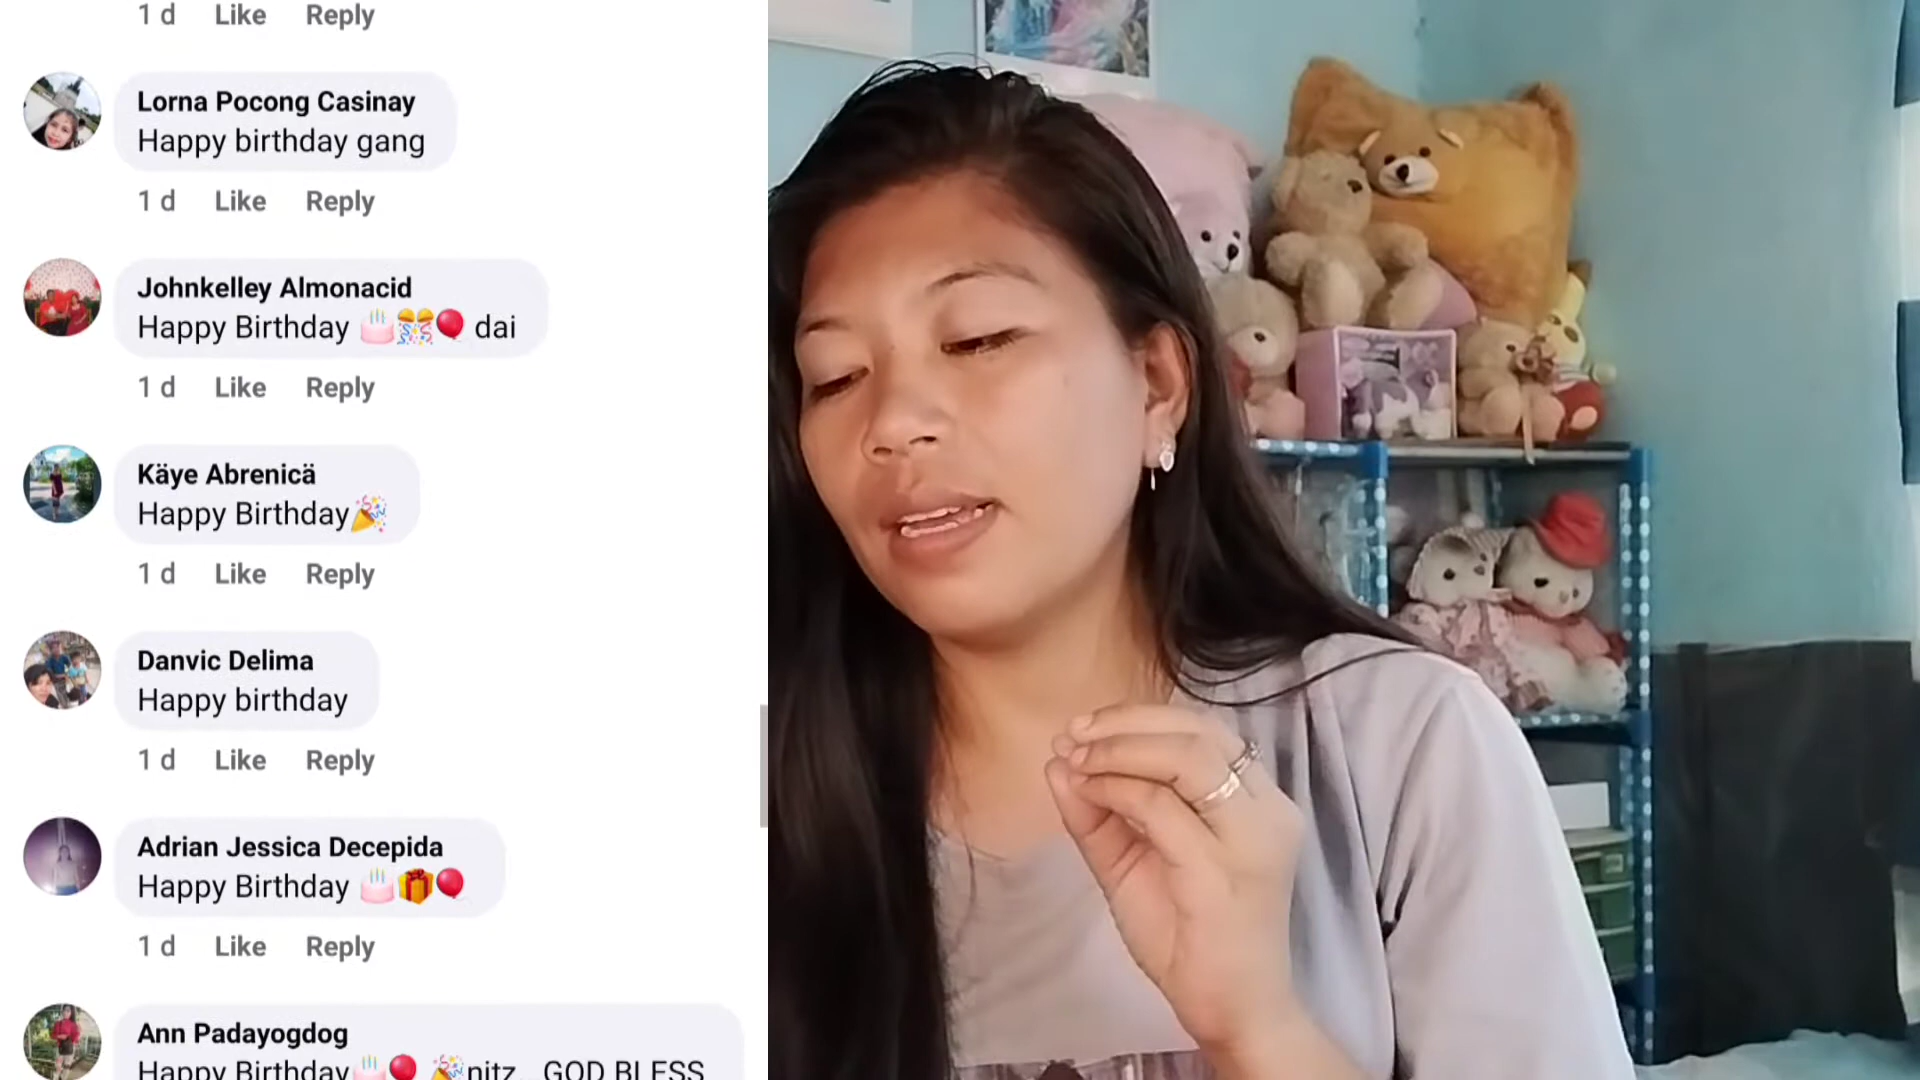 1 d Like Reply
Lorna Pocong Casinay
Happy birthday gang
1 d Like Reply
Johnkelley Almonacid
Happy Birthday 🎂🎊🎈 dai
1 d Like Reply
Käye Abrenicä
Happy Birthday🎉
1 d Like Reply
Danvic Delima
Happy birthday
1 d Like Reply
Adrian Jessica Decepida
Happy Birthday 🎂🎁🎈
1 d Like Reply
Ann Padayogdog
Happy Birthday🎂🎈 🎉nitz.. GOD BLESS